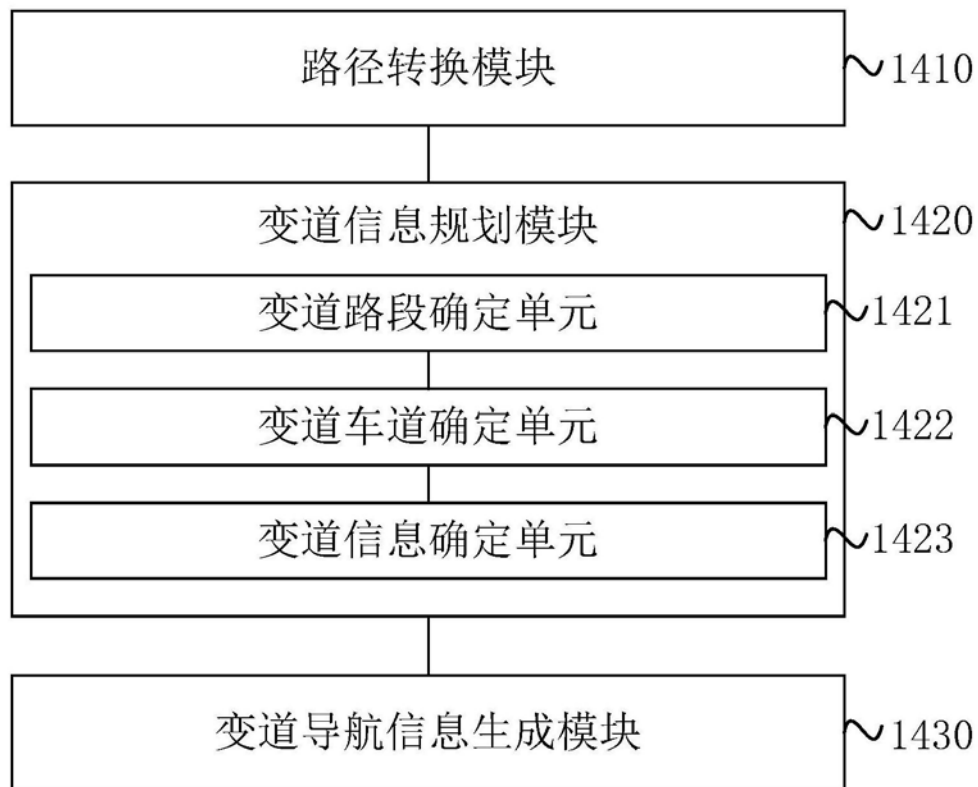 路径转换模块 1410
变道信息规划模块 1420
变道路段确定单元 1421
变道车道确定单元 1422
变道信息确定单元 1423
变道导航信息生成模块 1430